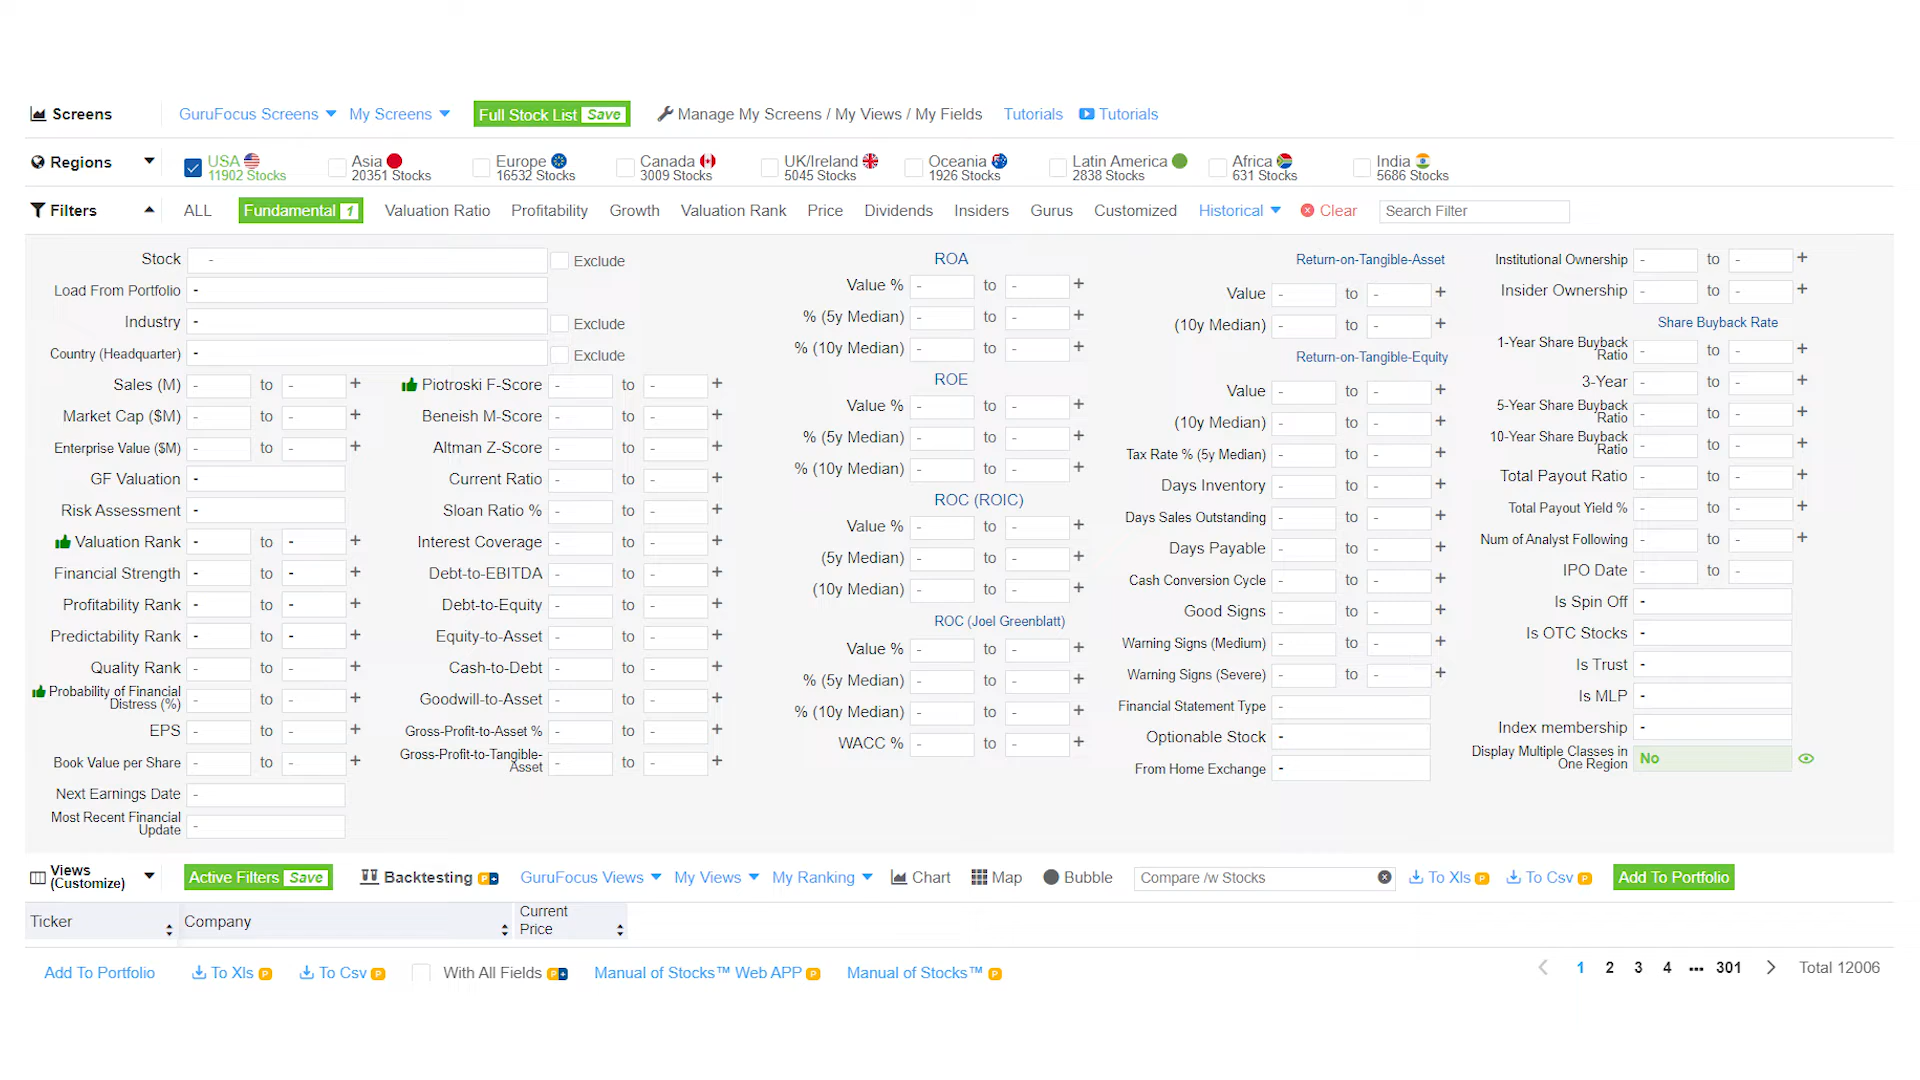 Screens GuruFocus Screens My Screens Full Stock List Save Manage My Screens / My Views / My Fields Tutorials Tutorials
Regions USA Asia Europe Canada UK/Ireland Oceania Latin America Africa India
11902 Stocks 20351 Stocks 16532 Stocks 3009 Stocks 5045 Stocks 1926 Stocks 2838 Stocks 631 Stocks 5686 Stocks
Filters ALL Fundamental 1 Valuation Ratio Profitability Growth Valuation Rank Price Dividends Insiders Gurus Customized Historical Clear Search Filter
Stock - Exclude
Load From Portfolio -
Industry - Exclude
Country (Headquarter) - Exclude
Sales (M) - to - +
Market Cap ($M) - to - +
Enterprise Value ($M) - to - +
GF Valuation -
Risk Assessment -
Valuation Rank - to - +
Financial Strength - to - +
Profitability Rank - to - +
Predictability Rank - to - +
Quality Rank - to - +
Probability of Financial
Distress (%) - to - +
EPS - to - +
Book Value per Share - to - +
Next Earnings Date -
Most Recent Financial
Update -
Piotroski F-Score - to - +
Beneish M-Score - to - +
Altman Z-Score - to - +
Current Ratio - to - +
Sloan Ratio % - to - +
Interest Coverage - to - +
Debt-to-EBITDA - to - +
Debt-to-Equity - to - +
Equity-to-Asset - to - +
Cash-to-Debt - to - +
Goodwill-to-Asset - to - +
Gross-Profit-to-Asset % - to - +
Gross-Profit-to-Tangible-
Asset - to - +
ROA
Value % - to - +
% (5y Median) - to - +
% (10y Median) - to - +
ROE
Value % - to - +
% (5y Median) - to - +
% (10y Median) - to - +
ROC (ROIC)
Value % - to - +
(5y Median) - to - +
(10y Median) - to - +
ROC (Joel Greenblatt)
Value % - to - +
% (5y Median) - to - +
% (10y Median) - to - +
WACC % - to - +
Return-on-Tangible-Asset
Value - to - +
(10y Median) - to - +
Return-on-Tangible-Equity
Value - to - +
(10y Median) - to - +
Tax Rate % (5y Median) - to - +
Days Inventory - to - +
Days Sales Outstanding - to - +
Days Payable - to - +
Cash Conversion Cycle - to - +
Good Signs - to - +
Warning Signs (Medium) - to - +
Warning Signs (Severe) - to - +
Financial Statement Type -
Optionable Stock -
From Home Exchange -
Institutional Ownership - to - +
Insider Ownership - to - +
Share Buyback Rate
1-Year Share Buyback
Ratio - to - +
3-Year - to - +
5-Year Share Buyback
Ratio - to - +
10-Year Share Buyback
Ratio - to - +
Total Payout Ratio - to - +
Total Payout Yield % - to - +
Num of Analyst Following - to - +
IPO Date - to -
Is Spin Off -
Is OTC Stocks -
Is Trust -
Is MLP -
Index membership -
Display Multiple Classes in
One Region No
Views
(Customize) Active Filters Save Backtesting P+ GuruFocus Views My Views My Ranking Chart Map Bubble Compare /w Stocks To Xls P To Csv P Add To Portfolio
Ticker Company Current
Price
Add To Portfolio To Xls P To Csv P With All Fields P+ Manual of Stocks™ Web APP P Manual of Stocks™ P 1 2 3 4 ••• 301 Total 12006